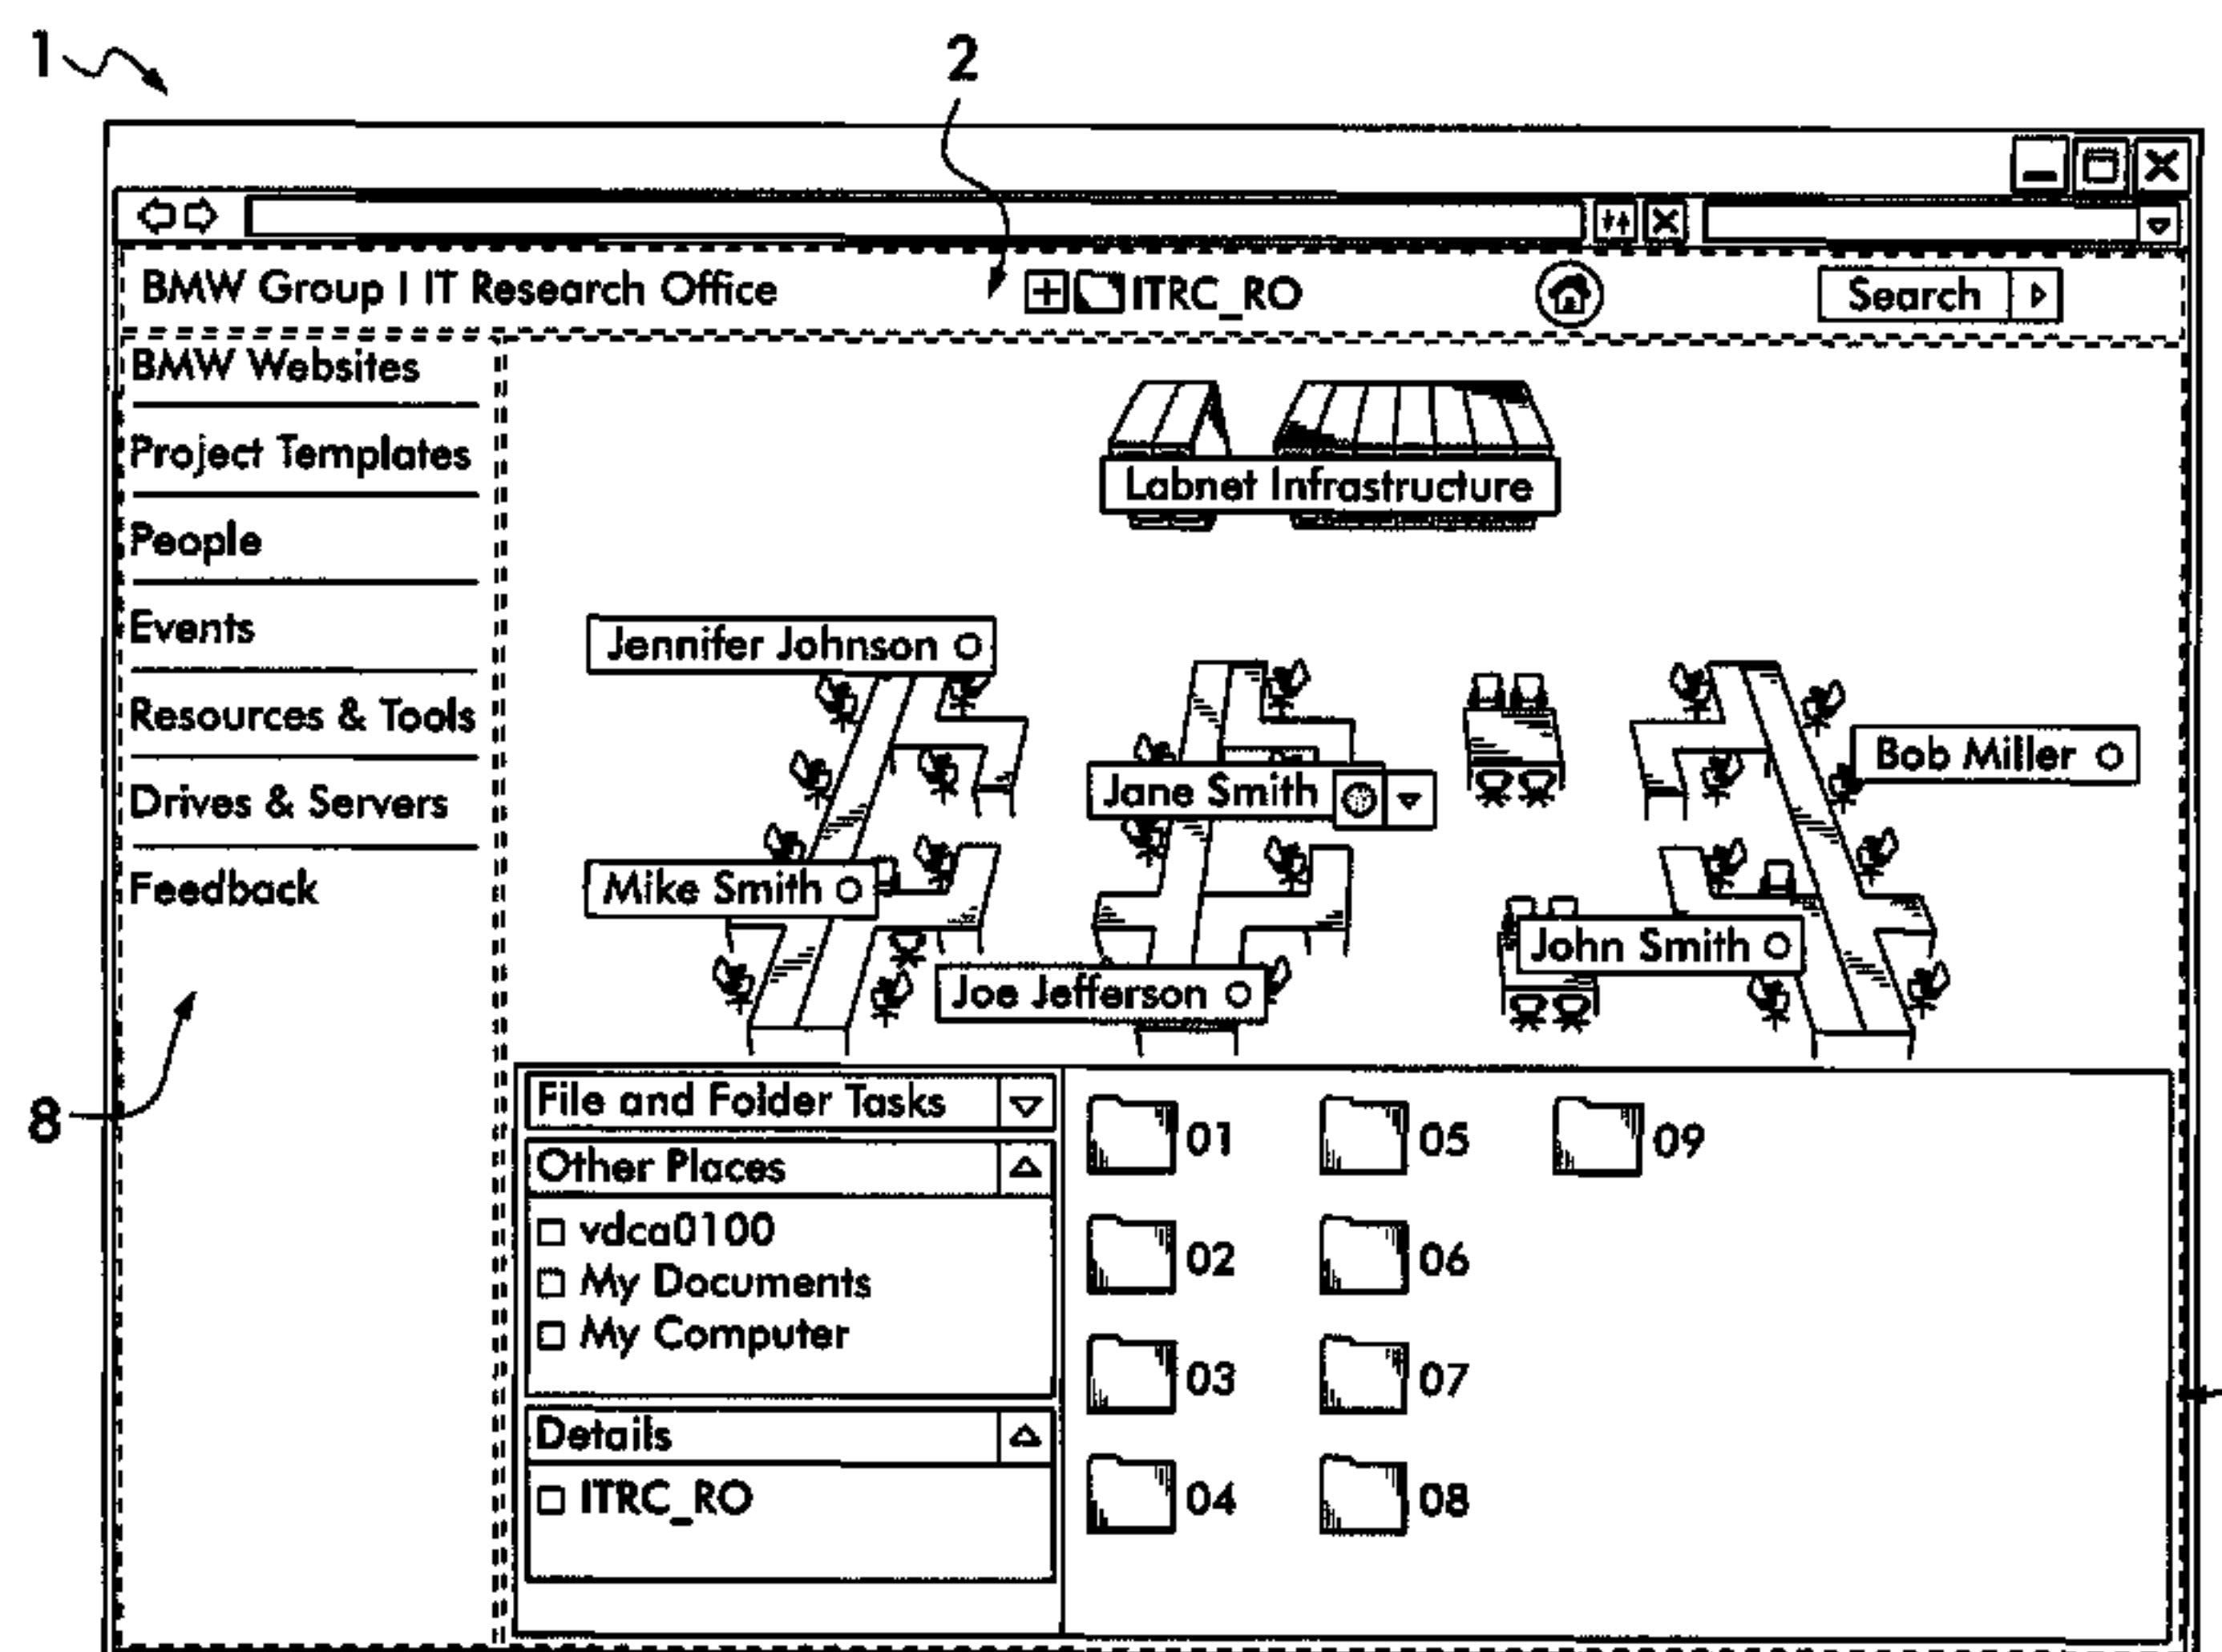 1
2
BMW Group | IT Research Office ITRC_RO Search
BMW Websites
Project Templates
People
Events
Resources & Tools
Drives & Servers
Feedback
8
Labnet Infrastructure
Jennifer Johnson
Bob Miller
Jane Smith
Mike Smith
John Smith
Joe Jefferson
File and Folder Tasks
Other Places
vdca0100
My Documents
My Computer
Details
ITRC_RO
01 05 09
02 06
03 07
04 08